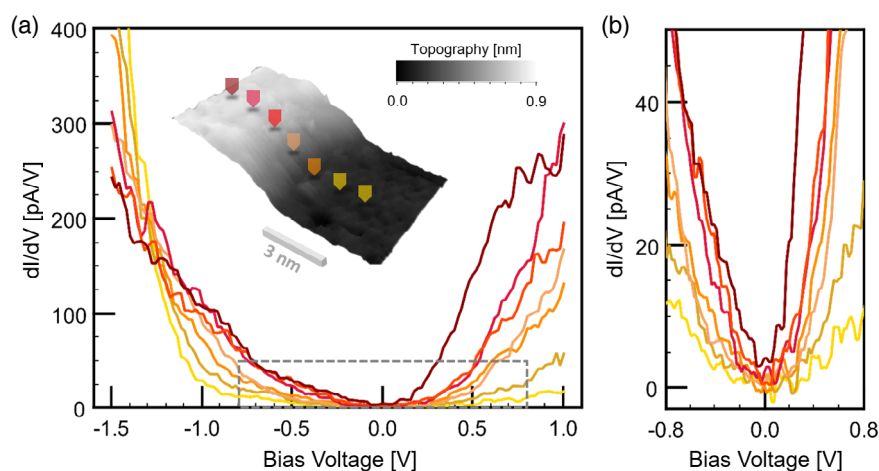 (a)
400
300
200
100
0
dI/dV [pA/V]
-1.5
-1.0
-0.5
0.0
0.5
1.0
Bias Voltage [V]
Topography [nm]
0.0
0.9
3 nm
(b)
40
20
0
dI/dV [pA/V]
-0.8
0.0
0.8
Bias Voltage [V]